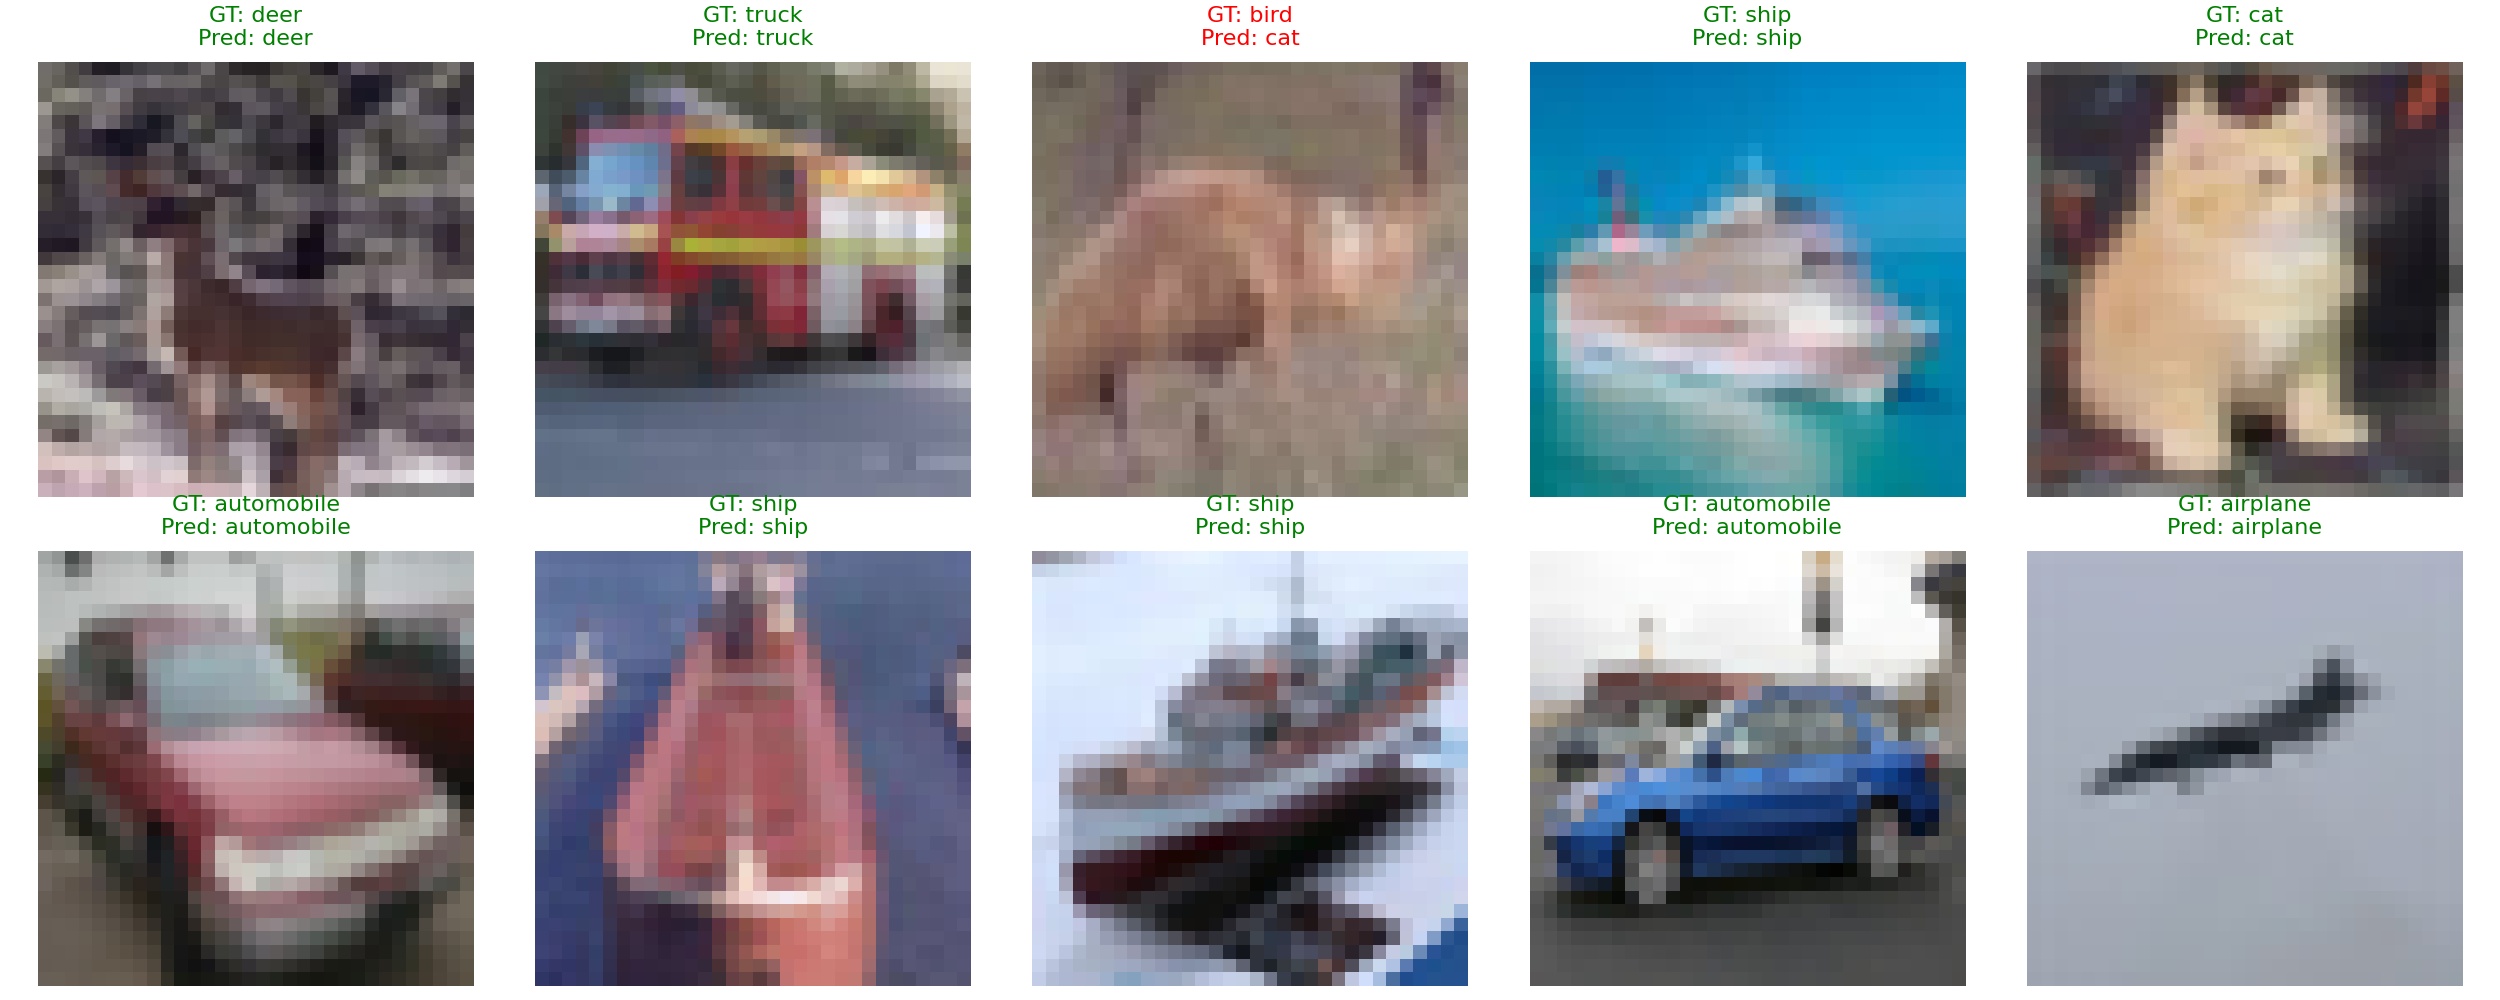 GT: deer
Pred: deer
GT: truck
Pred: truck
GT: bird
Pred: cat
GT: ship
Pred: ship
GT: cat
Pred: cat
GT: automobile
Pred: automobile
GT: ship
Pred: ship
GT: ship
Pred: ship
GT: automobile
Pred: automobile
GT: airplane
Pred: airplane